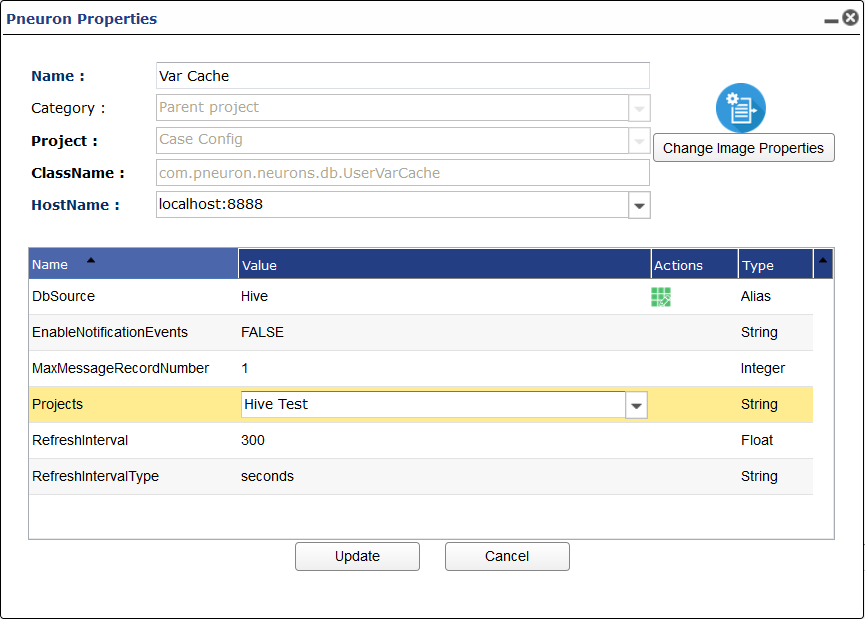 Pneuron Properties
Name : Var Cache
Category : Parent project
Project : Case Config
ClassName : com.pneuron.neurons.db.UserVarCache
HostName : localhost:8888
Change Image Properties
Name Value Actions Type
DbSource Hive Alias
EnableNotificationEvents FALSE String
MaxMessageRecordNumber 1 Integer
Projects Hive Test String
RefreshInterval 300 Float
RefreshIntervalType seconds String
Update Cancel